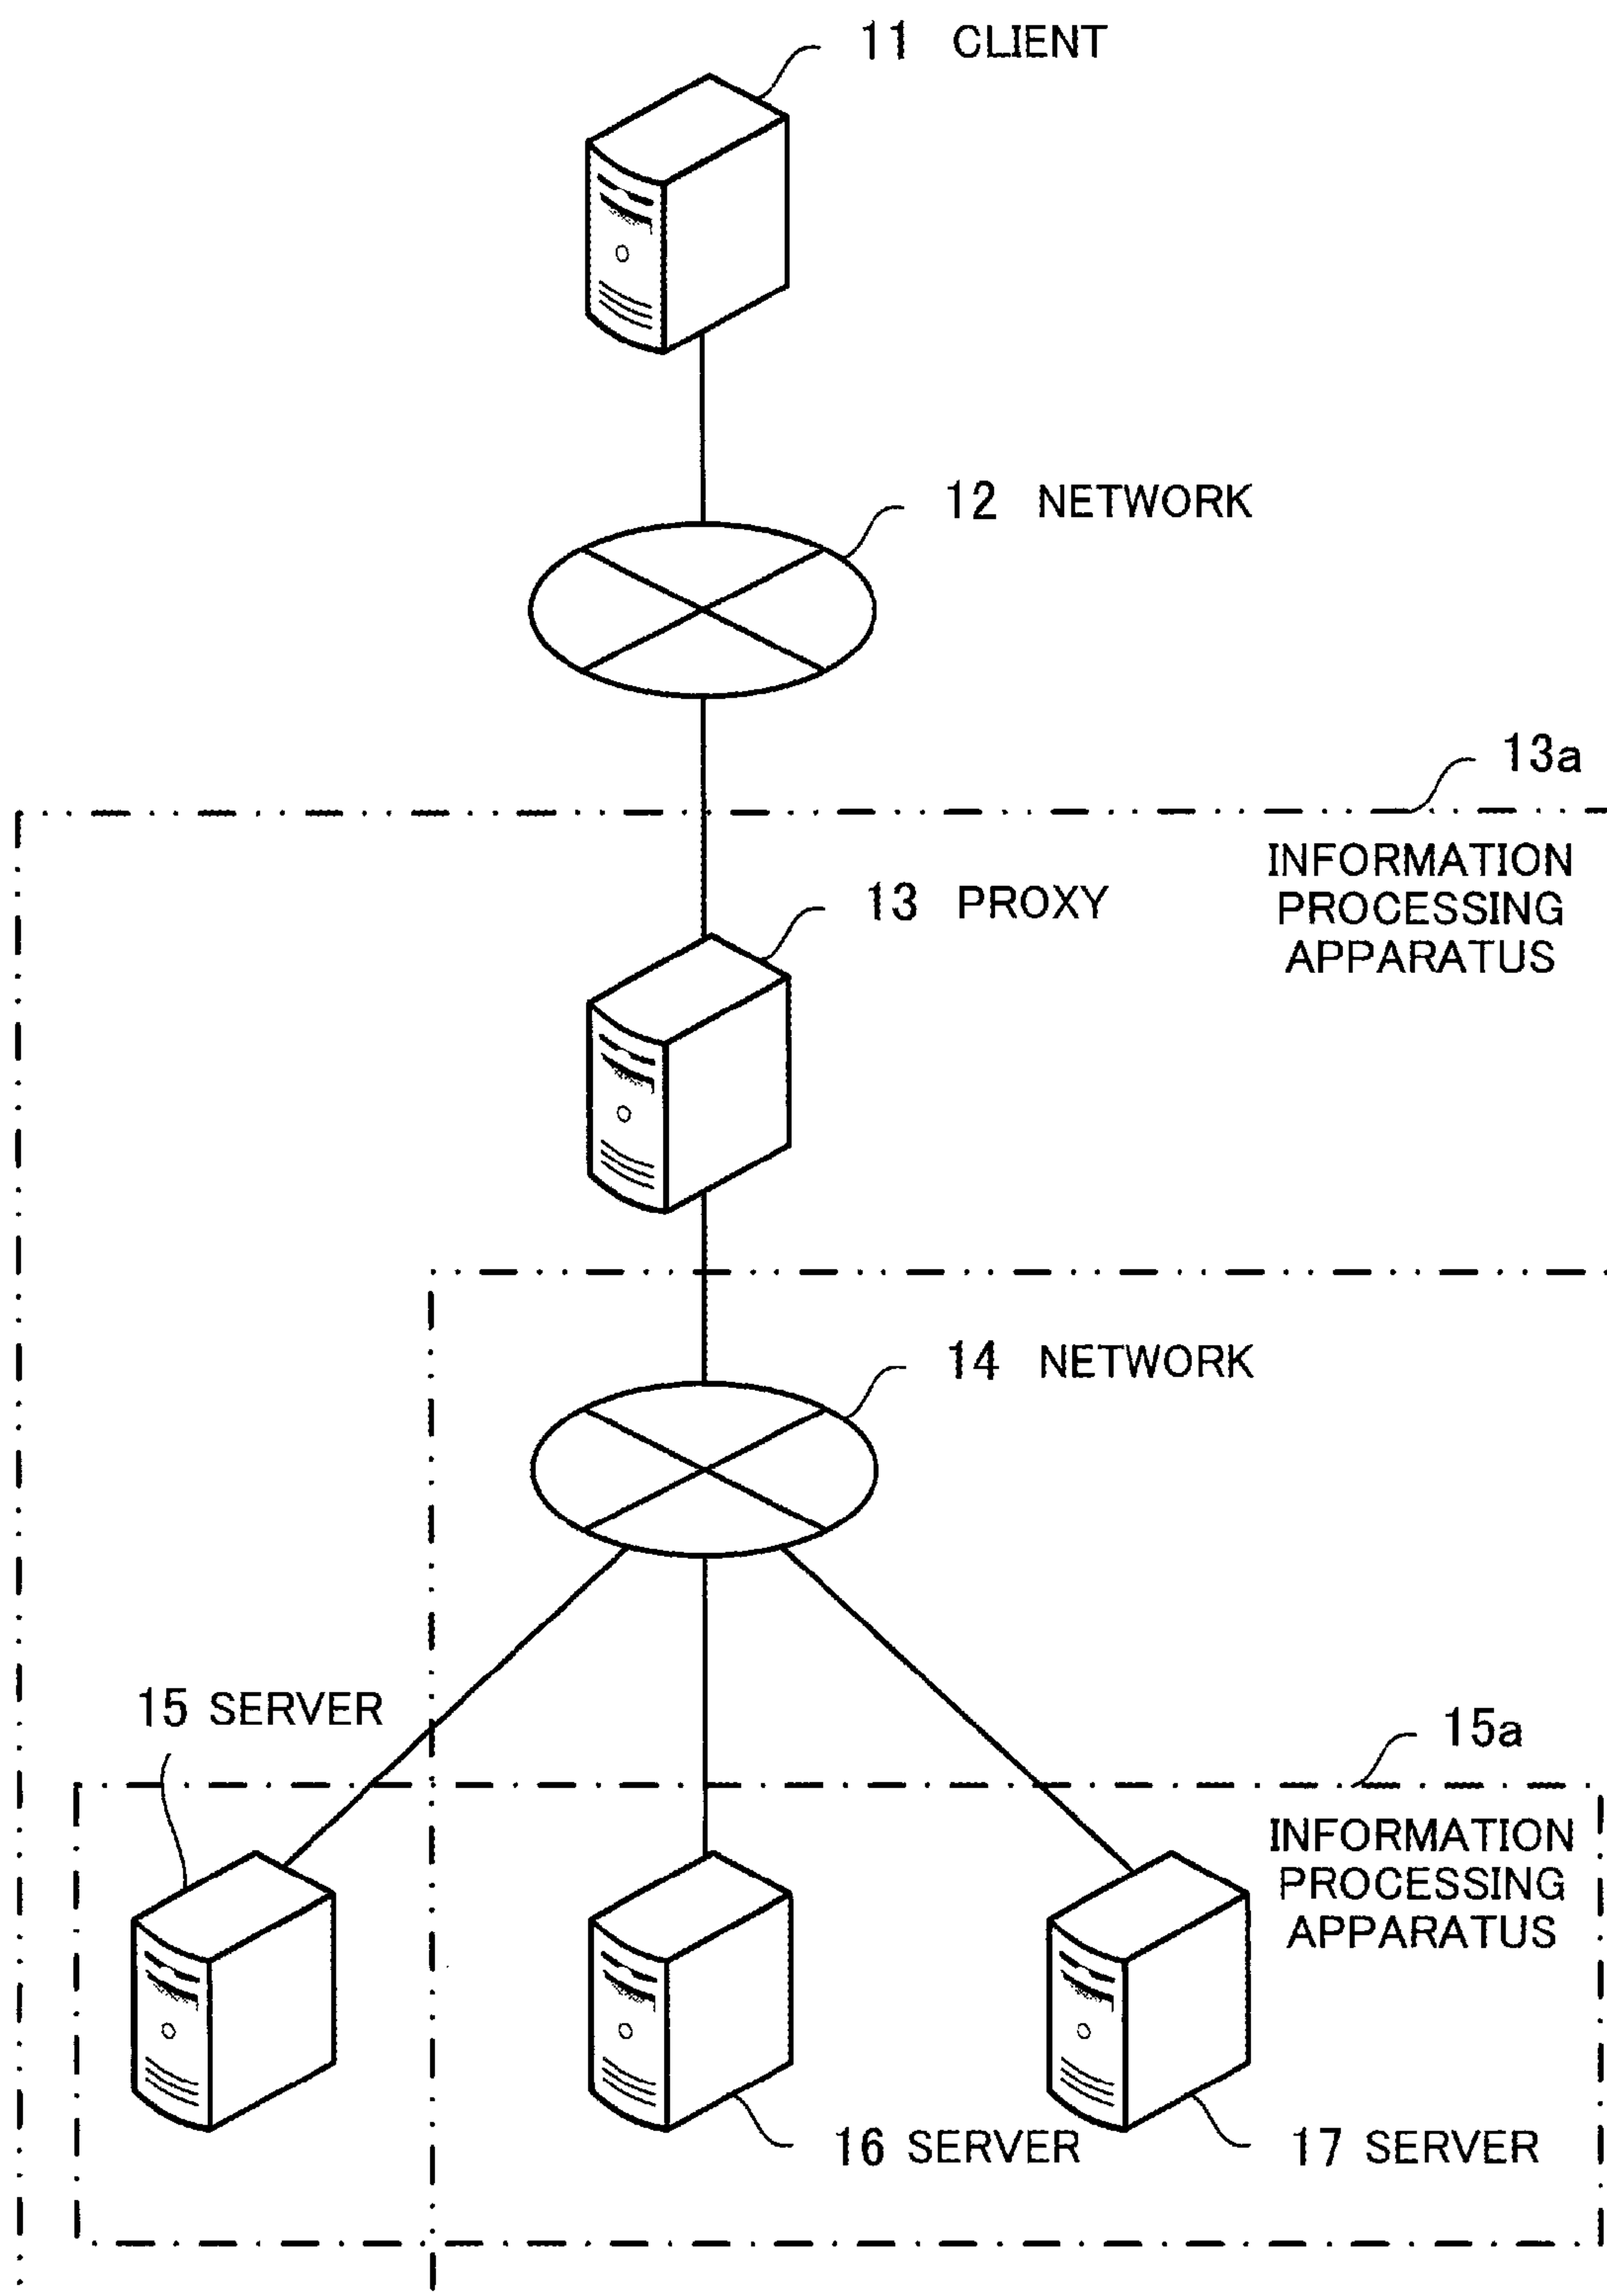 11 CLIENT
12 NETWORK
13a
INFORMATION
PROCESSING
APPARATUS
13 PROXY
14 NETWORK
15 SERVER
15a
INFORMATION
PROCESSING
APPARATUS
16 SERVER
17 SERVER